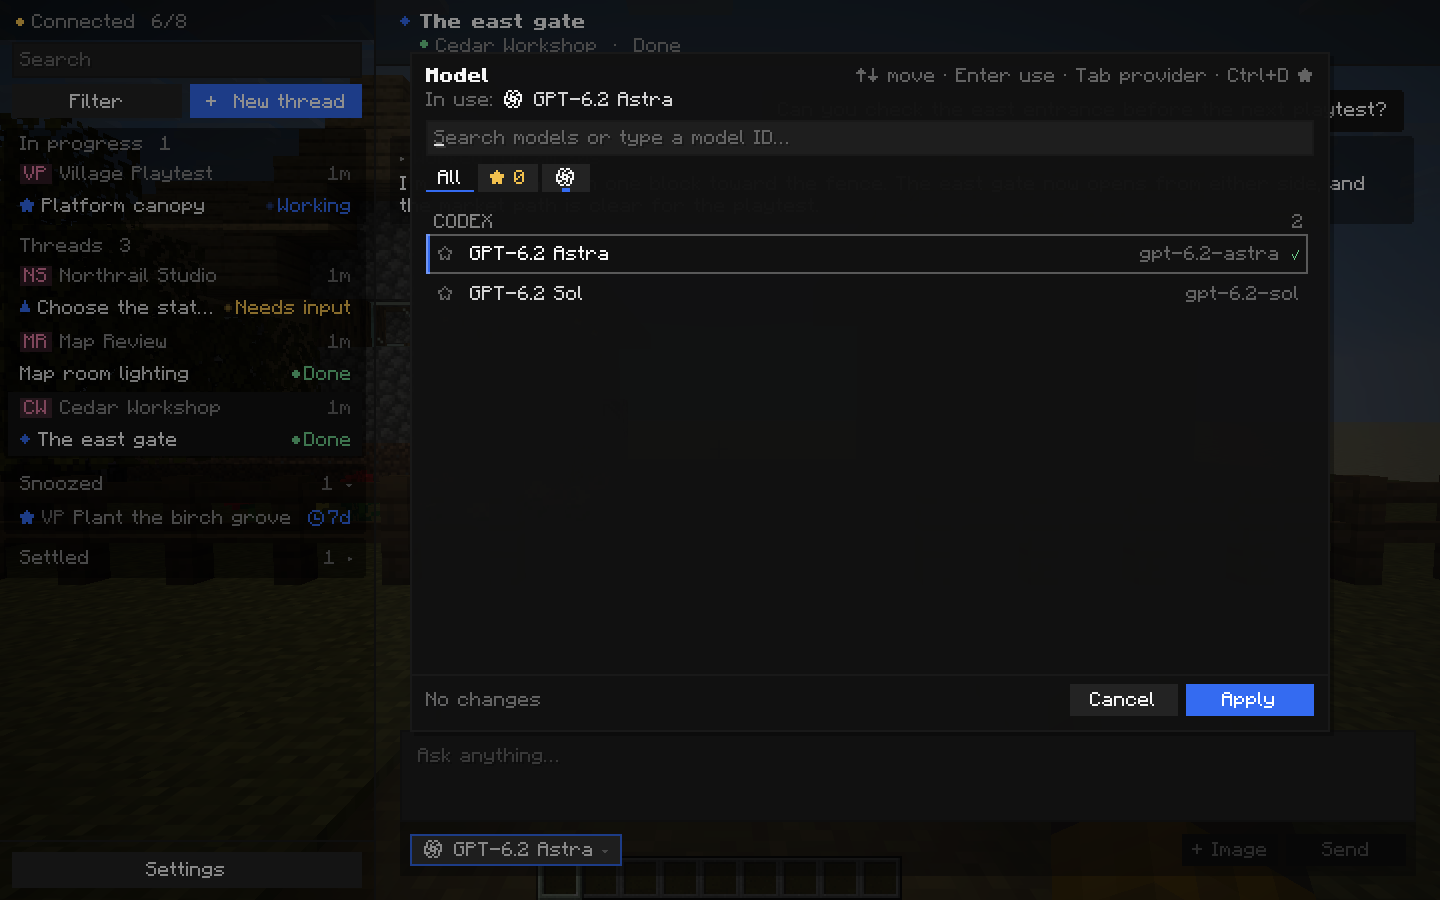 Connected 6/8
Search
Filter
+ New thread
In progress 1
VP Village Playtest 1m
Platform canopy Working
Threads 3
NS Northrail Studio 1m
Choose the stat... Needs input
MR Map Review 1m
Map room lighting Done
CW Cedar Workshop 1m
The east gate Done
Snoozed 1
VP Plant the birch grove 7d
Settled 1
Settings
The east gate
Cedar Workshop · Done
Model
↑↓ move · Enter use · Tab provider · Ctrl+D ★
In use: GPT-6.2 Astra
ytest?
Search models or type a model ID...
All ★ 0
I
and
th
CODEX 2
GPT-6.2 Astra gpt-6.2-astra ✓
GPT-6.2 Sol gpt-6.2-sol
No changes
Cancel
Apply
Ask anything...
GPT-6.2 Astra
+ Image
Send